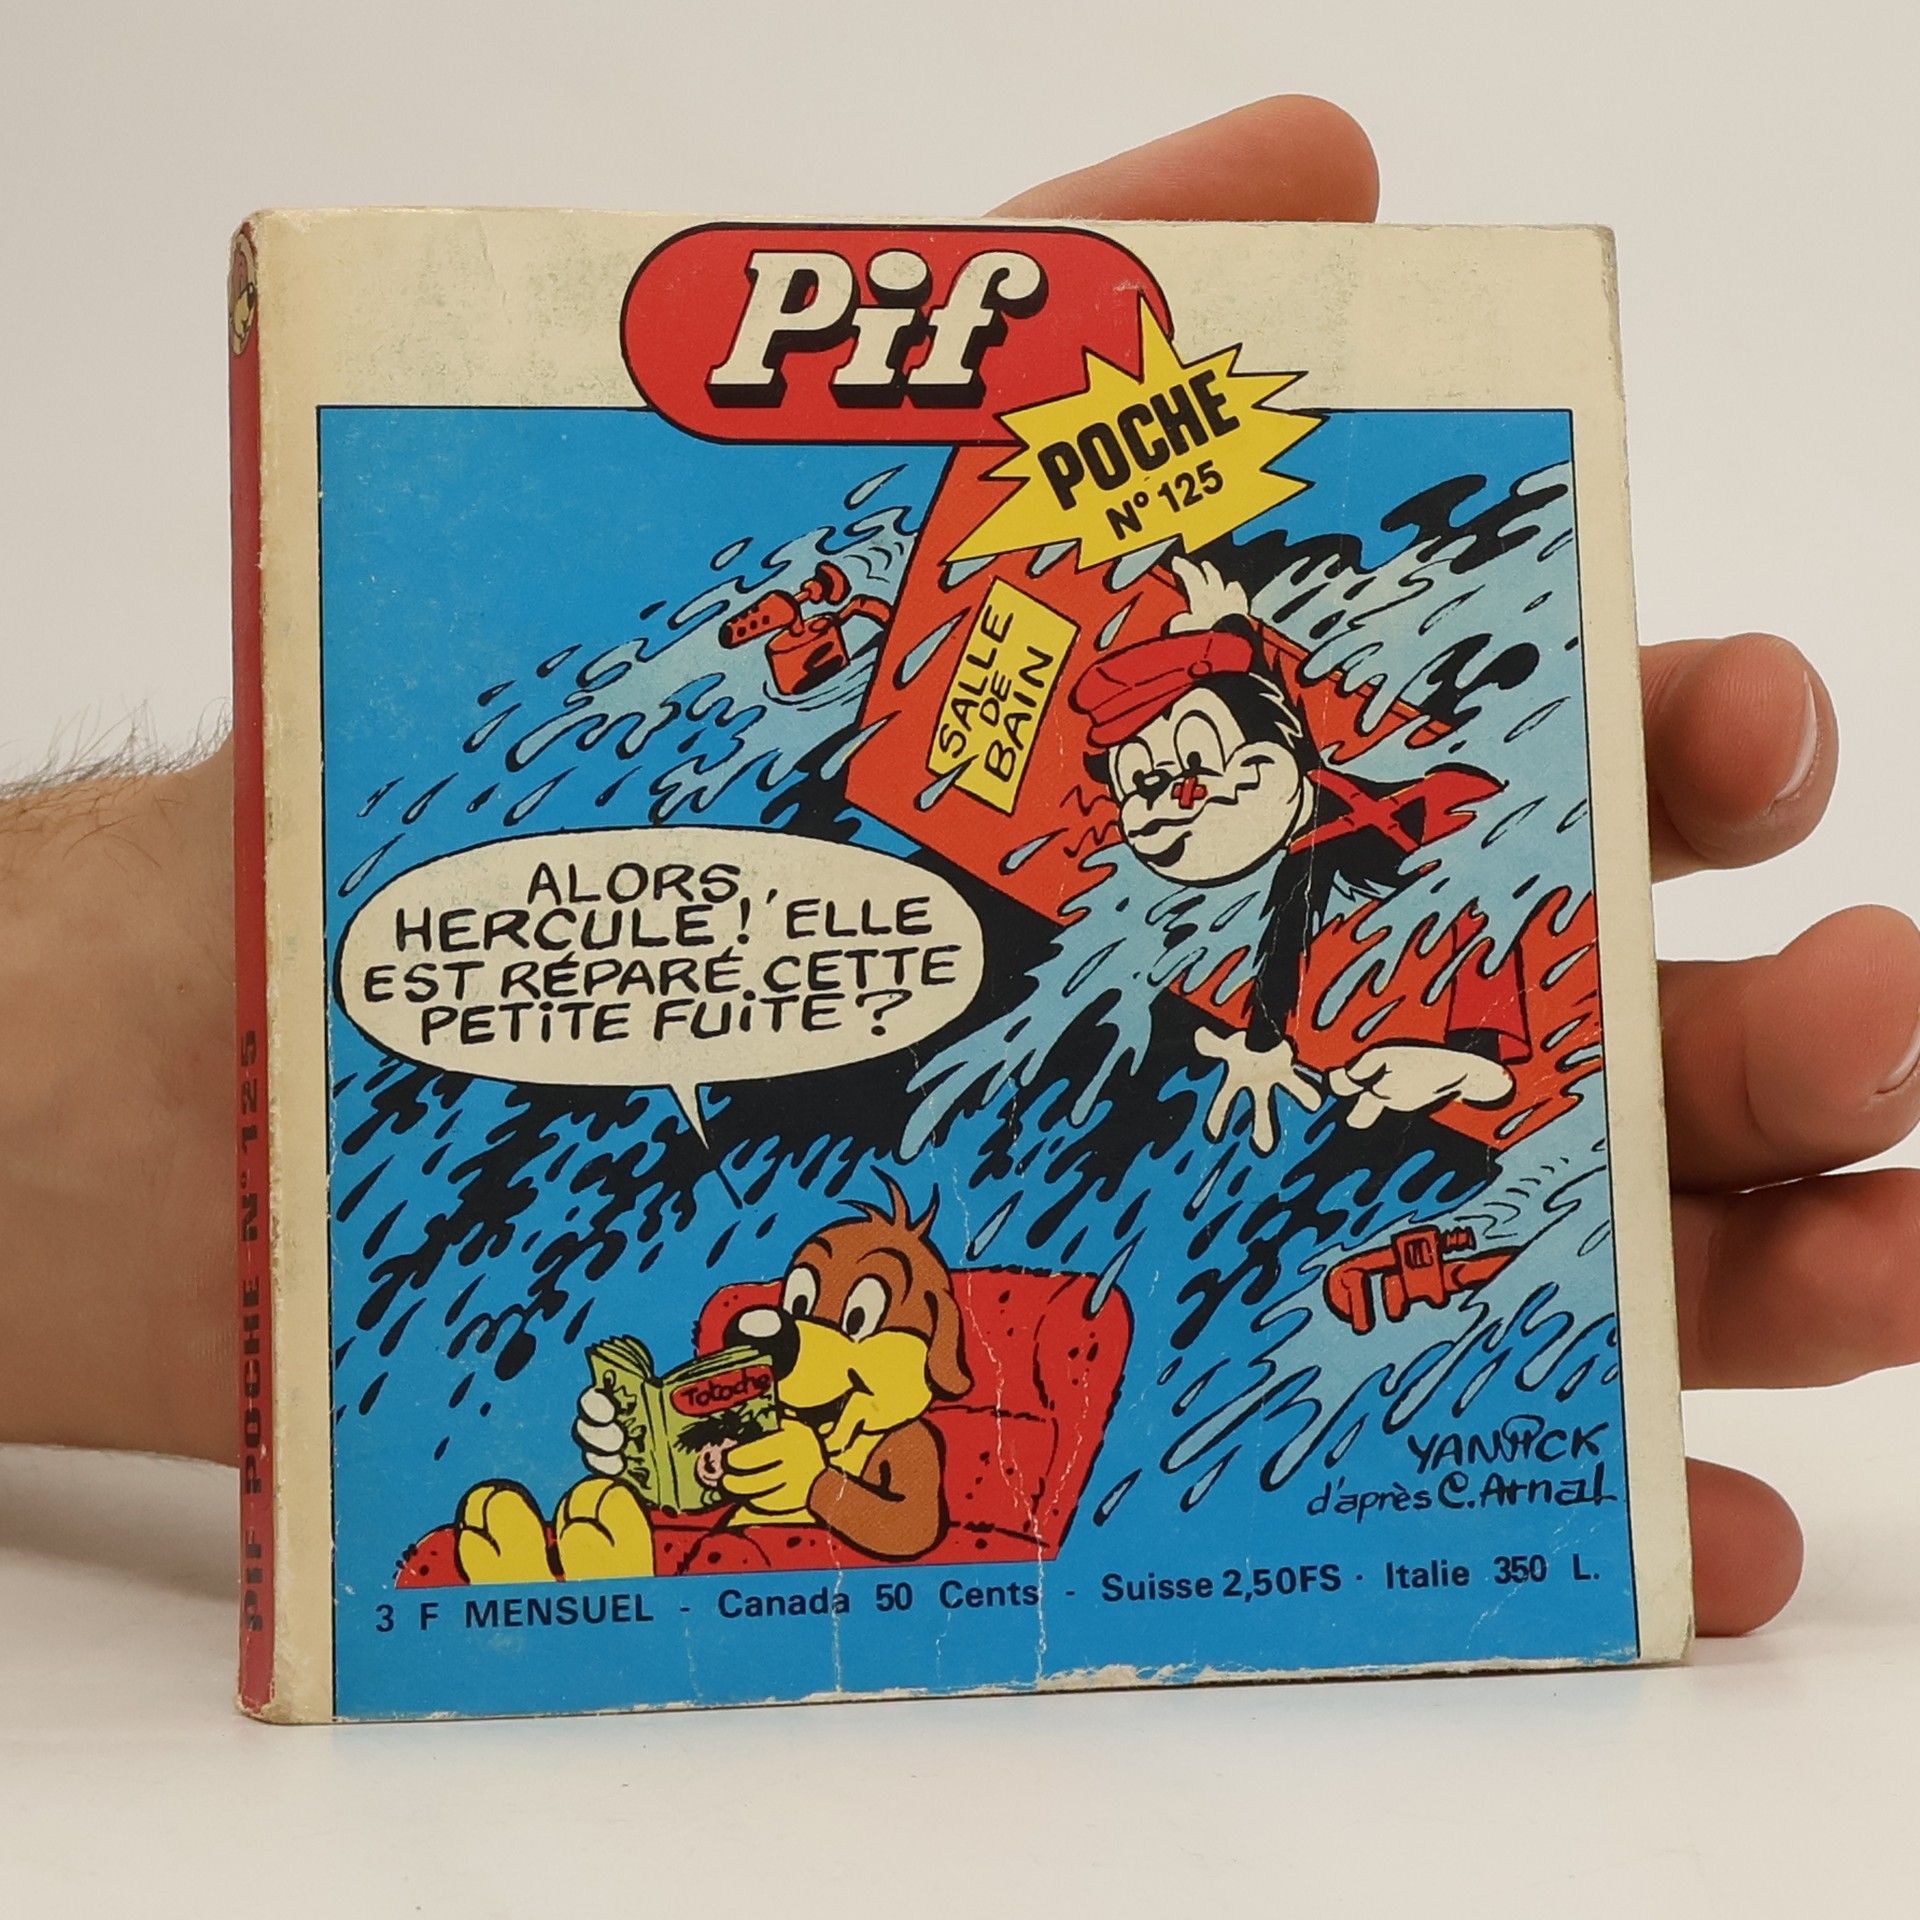 Pif
POCHE
N° 125
SALLE
DE
BAIN
ALORS,
HERCULE! ELLE
EST RÉPARÉ CETTE
PETITE FUITE?
Totoche
YANNICK
d'après C. Arnal
3 F MENSUEL - Canada 50 Cents - Suisse 2,50FS · Italie 350 L.
PIF POCHE N° 125